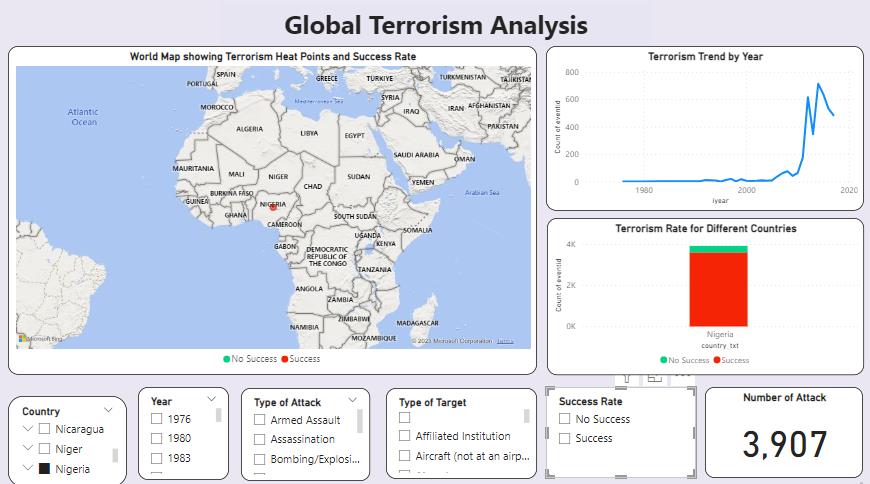 Global Terrorism Analysis
World Map showing Terrorism Heat Points and Success Rate
SPAIN
PORTUGAL
GREECE
TÜRKIYE
TURKMENISTAN
TAJIKISTAN
Mediterranean Sea
SYRIA
IRAQ
IRAN
AFGHANISTAN
PAKISTAN
Atlantic
Ocean
MOROCCO
ALGERIA
LIBYA
EGYPT
SAUDI ARABIA
OMAN
MAURITANIA
MALI
NIGER
CHAD
SUDAN
YEMEN
Arabian Sea
BURKINA FASO
GUINEA
GHANA
NIGERIA
CAMEROON
SOUTH SUDAN
SOMALIA
GABON
UGANDA
KENYA
DEMOCRATIC
REPUBLIC OF
THE CONGO
TANZANIA
ANGOLA
ZAMBIA
ZIMBABWE
NAMIBIA
MOZAMBIQUE
MADAGASCAR
Microsoft Bing
© 2023 Microsoft Corporation Terms
No Success Success
Terrorism Trend by Year
Count of eventid
800
600
400
200
0
1980 2000 2020
iyear
Terrorism Rate for Different Countries
Count of eventid
4K
2K
0K
Nigeria
country_txt
No Success Success
Country
Nicaragua
Niger
Nigeria
Year
1976
1980
1983
Type of Attack
Armed Assault
Assassination
Bombing/Explosi...
Type of Target
Affiliated Institution
Aircraft (not at an airp...
Success Rate
No Success
Success
Number of Attack
3,907